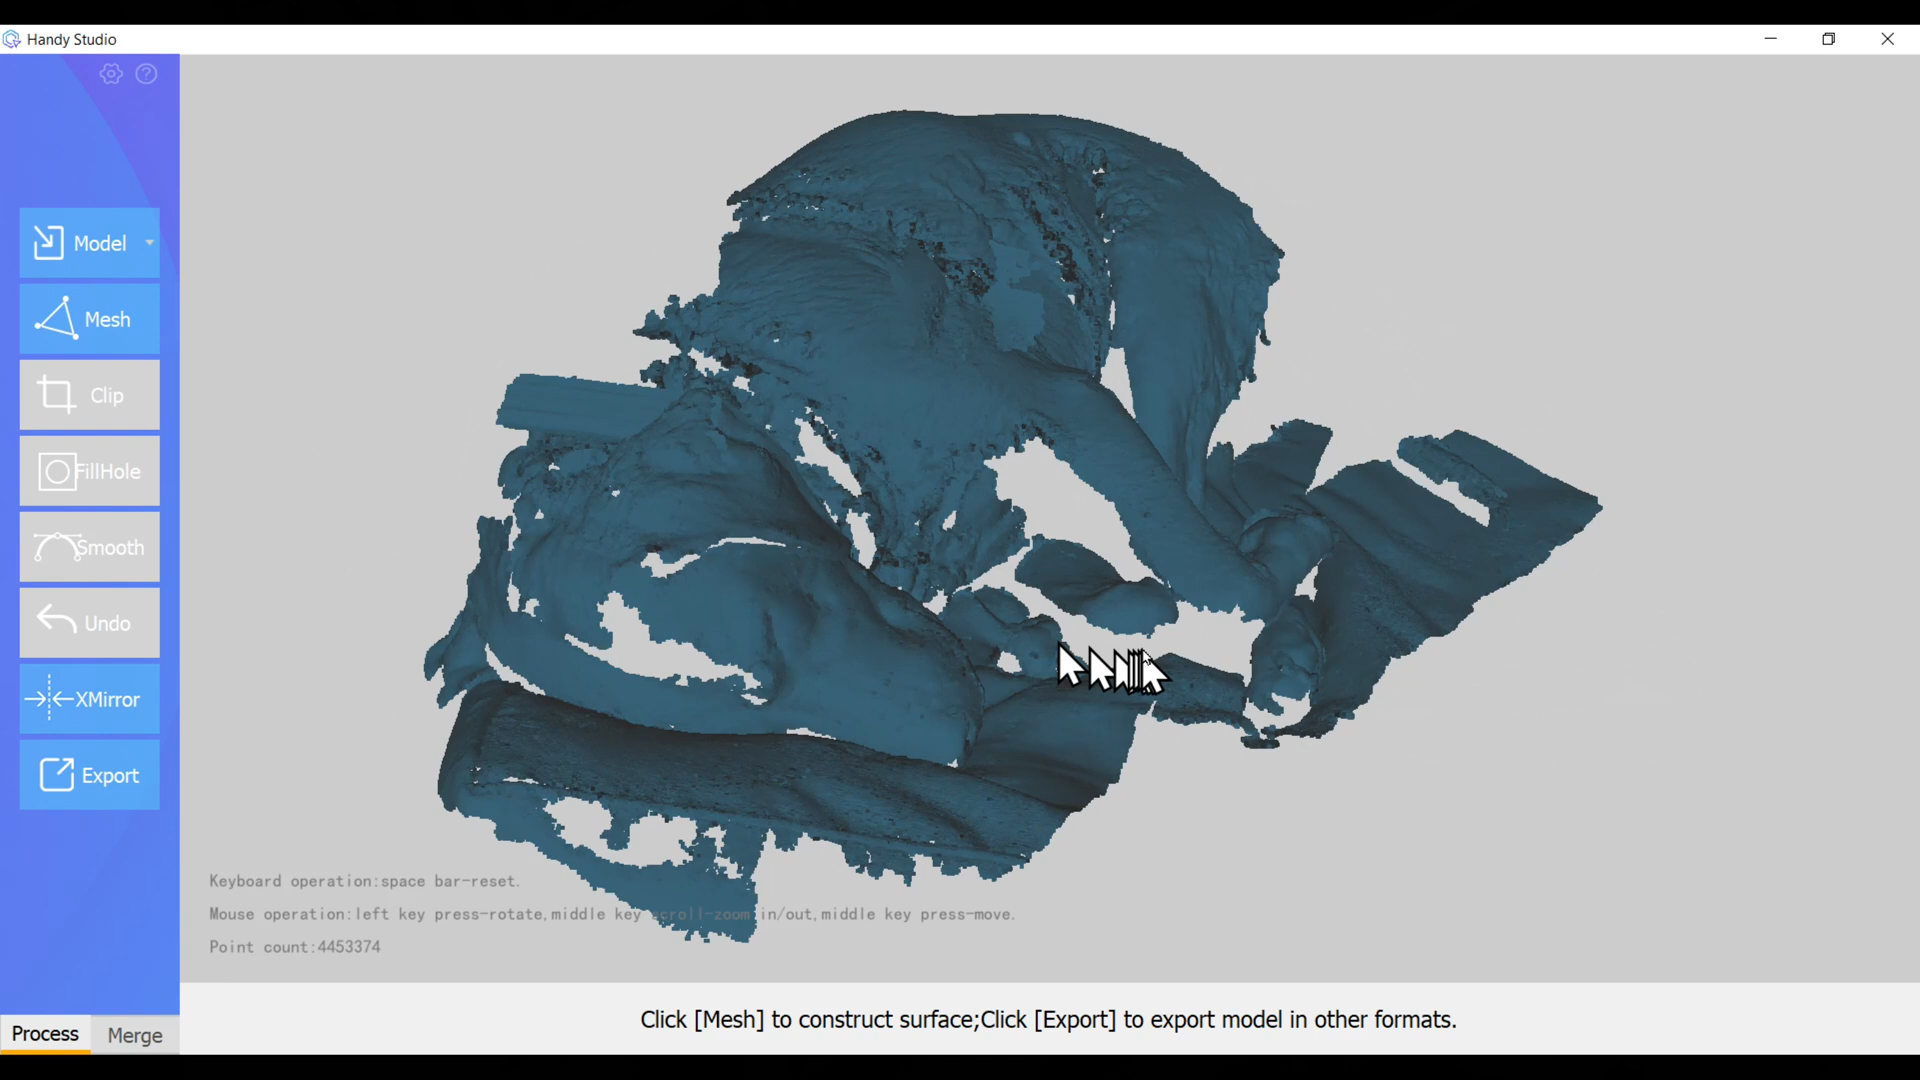 Handy Studio
Model
Mesh
Clip
FillHole
Smooth
Undo
XMirror
Export
Keyboard operation:space bar-reset.
Mouse operation:left key press-rotate,middle key scroll-zoom in/out,middle key press-move.
Point count:4453374
Click [Mesh] to construct surface;Click [Export] to export model in other formats.
Process
Merge